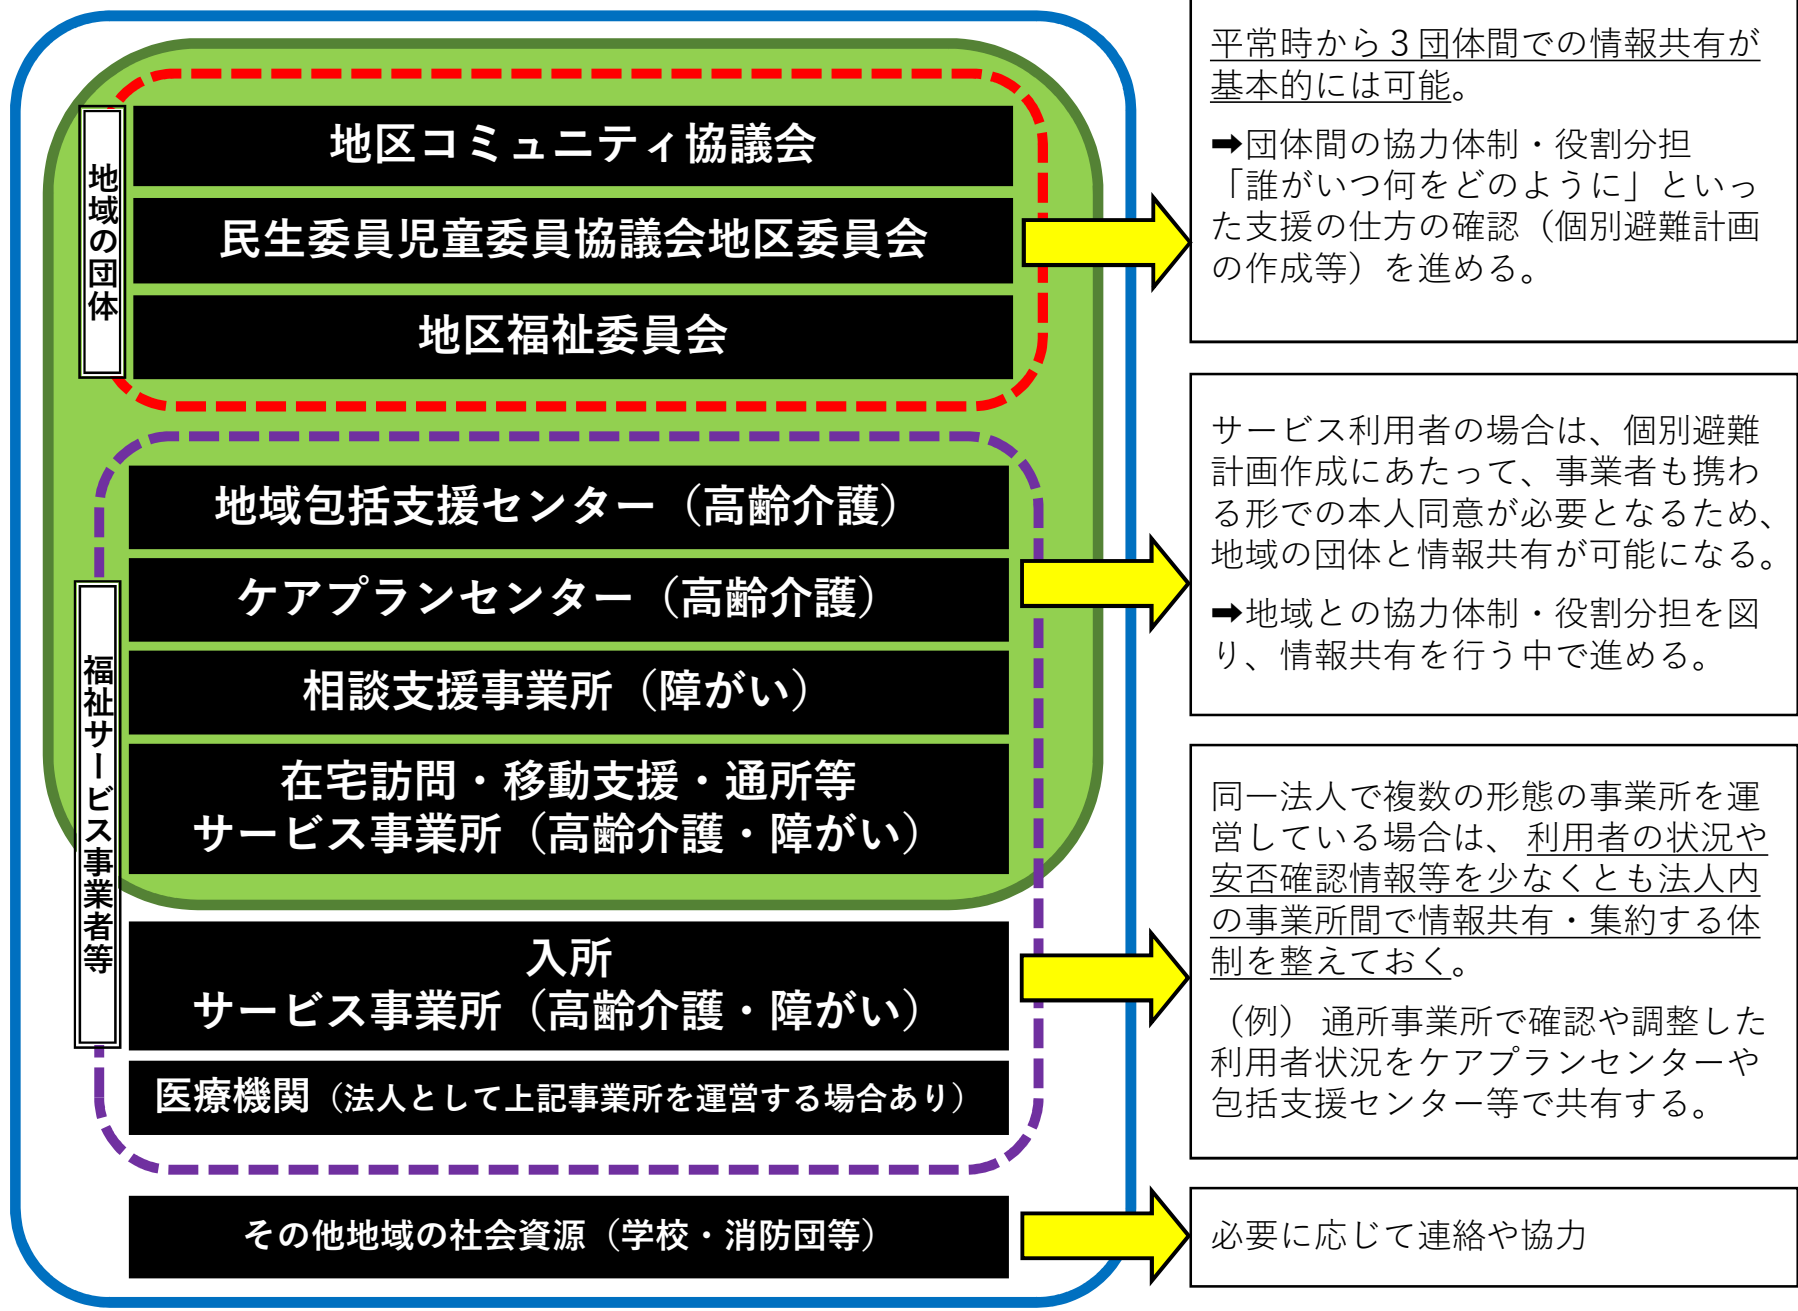 地域の団体
地区コミュニティ協議会
民生委員児童委員協議会地区委員会
地区福祉委員会
平常時から３団体間での情報共有が
基本的には可能。
➡団体間の協力体制・役割分担
「誰がいつ何をどのように」といっ
た支援の仕方の確認（個別避難計画
の作成等）を進める。
福祉サービス事業者等
地域包括支援センター（高齢介護）
ケアプランセンター（高齢介護）
相談支援事業所（障がい）
在宅訪問・移動支援・通所等
サービス事業所（高齢介護・障がい）
サービス利用者の場合は、個別避難
計画作成にあたって、事業者も携わ
る形での本人同意が必要となるため、
地域の団体と情報共有が可能になる。
➡地域との協力体制・役割分担を図
り、情報共有を行う中で進める。
入所
サービス事業所（高齢介護・障がい）
医療機関（法人として上記事業所を運営する場合あり）
同一法人で複数の形態の事業所を運
営している場合は、 利用者の状況や
安否確認情報等を少なくとも法人内
の事業所間で情報共有・集約する体
制を整えておく。
（例） 通所事業所で確認や調整した
利用者状況をケアプランセンターや
包括支援センター等で共有する。
その他地域の社会資源（学校・消防団等）
必要に応じて連絡や協力